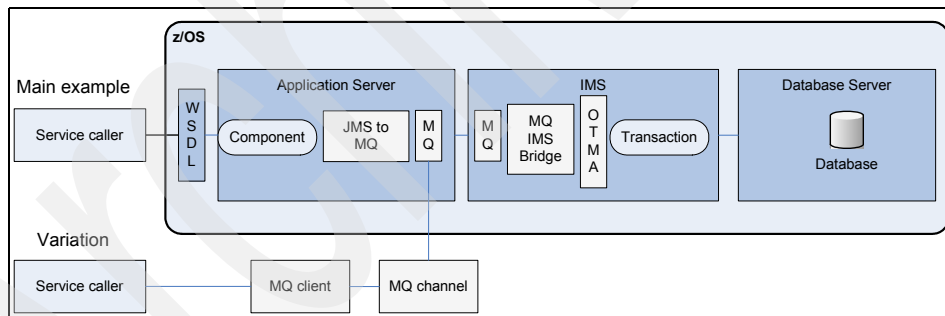 z/OS
Main example
Service caller
W
S
D
L
Application Server
Component
JMS to
MQ
M
Q
IMS
M
Q
MQ
IMS
Bridge
O
T
M
A
Transaction
Database Server
Database
Variation
Service caller
MQ client
MQ channel